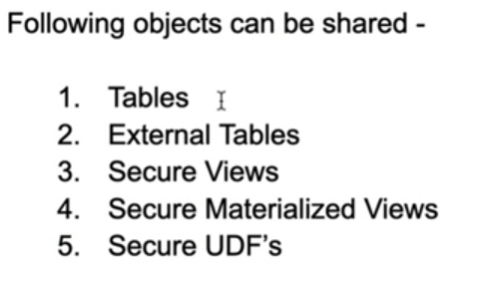 Following objects can be shared -
1. Tables
2. External Tables
3. Secure Views
4. Secure Materialized Views
5. Secure UDF's